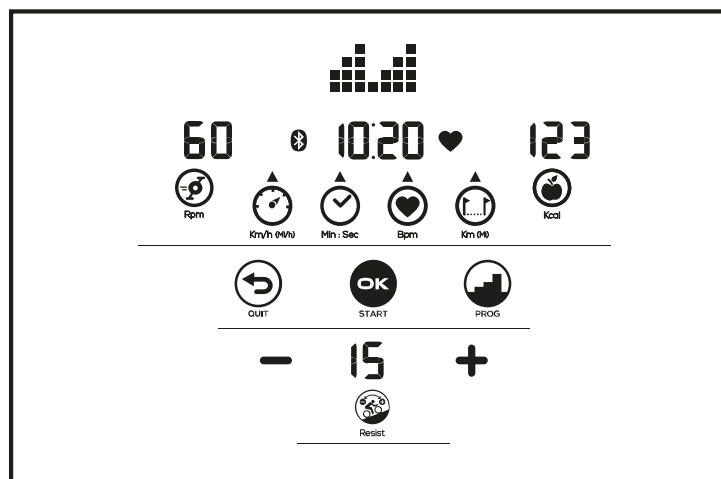 60 10:20 123
Rpm Km/h (MI/h) Min : Sec Bpm Km (MI) Kcal
OK
QUIT START PROG
− 15 +
Resist